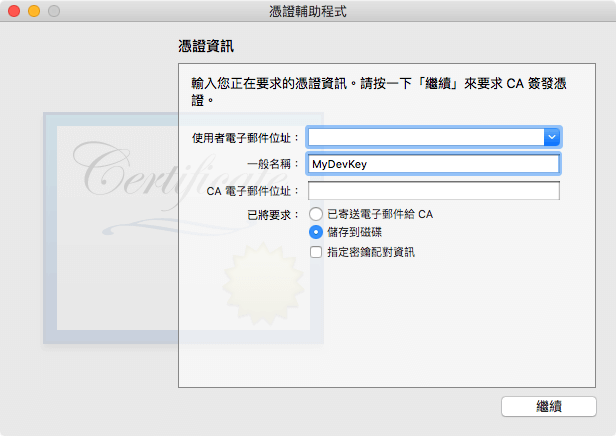 憑證輔助程式
憑證資訊
輸入您正在要求的憑證資訊。請按一下「繼續」來要求 CA 簽發憑
證。
Certificate
使用者電子郵件位址：
一般名稱： MyDevKey
CA 電子郵件位址：
已將要求： 已寄送電子郵件給 CA
儲存到磁碟
指定密鑰配對資訊
繼續